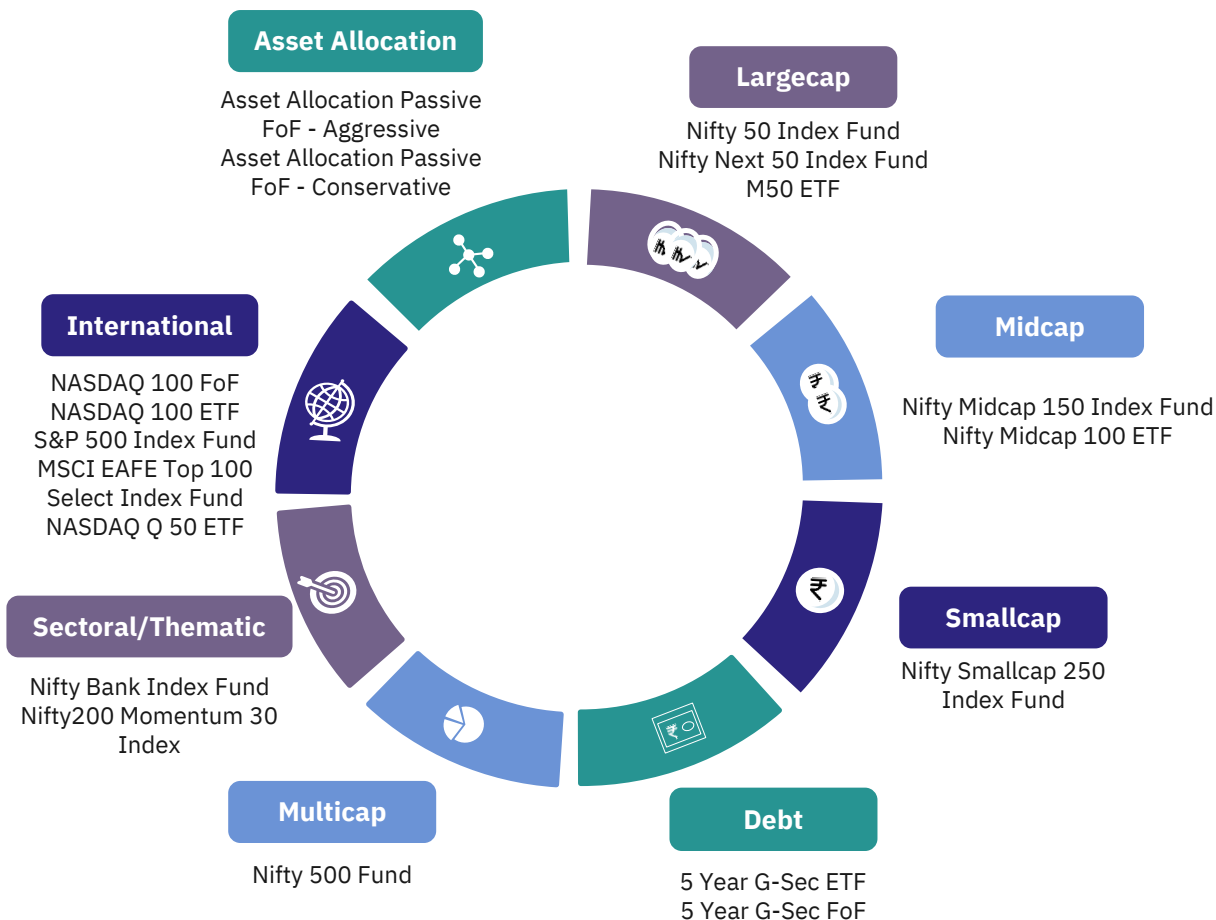 Asset Allocation
Asset Allocation Passive
FoF - Aggressive
Asset Allocation Passive
FoF - Conservative
Largecap
Nifty 50 Index Fund
Nifty Next 50 Index Fund
M50 ETF
International
NASDAQ 100 FoF
NASDAQ 100 ETF
S&P 500 Index Fund
MSCI EAFE Top 100
Select Index Fund
NASDAQ Q 50 ETF
Midcap
Nifty Midcap 150 Index Fund
Nifty Midcap 100 ETF
Sectoral/Thematic
Nifty Bank Index Fund
Nifty200 Momentum 30
Index
Smallcap
Nifty Smallcap 250
Index Fund
Multicap
Nifty 500 Fund
Debt
5 Year G-Sec ETF
5 Year G-Sec FoF